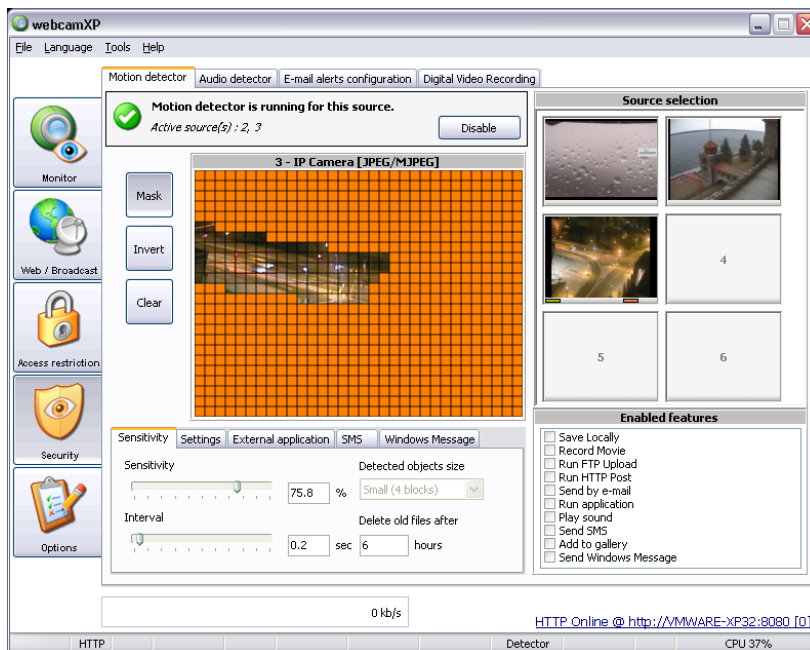 webcamXP
File Language Tools Help
Motion detector Audio detector E-mail alerts configuration Digital Video Recording
Motion detector is running for this source.
Active source(s) : 2, 3
Disable
3 - IP Camera [JPEG/MJPEG]
Mask
Invert
Clear
Monitor
Web / Broadcast
Access restriction
Security
Options
Source selection
4
5 6
Sensitivity Settings External application SMS Windows Message
Sensitivity
75.8 %
Detected objects size
Small (4 blocks)
Interval
0.2 sec
Delete old files after
6 hours
Enabled features
Save Locally
Record Movie
Run FTP Upload
Run HTTP Post
Send by e-mail
Run application
Play sound
Send SMS
Add to gallery
Send Windows Message
0 kb/s
HTTP Online @ http://VMWARE-XP32:8080 [0]
HTTP Detector CPU 37%